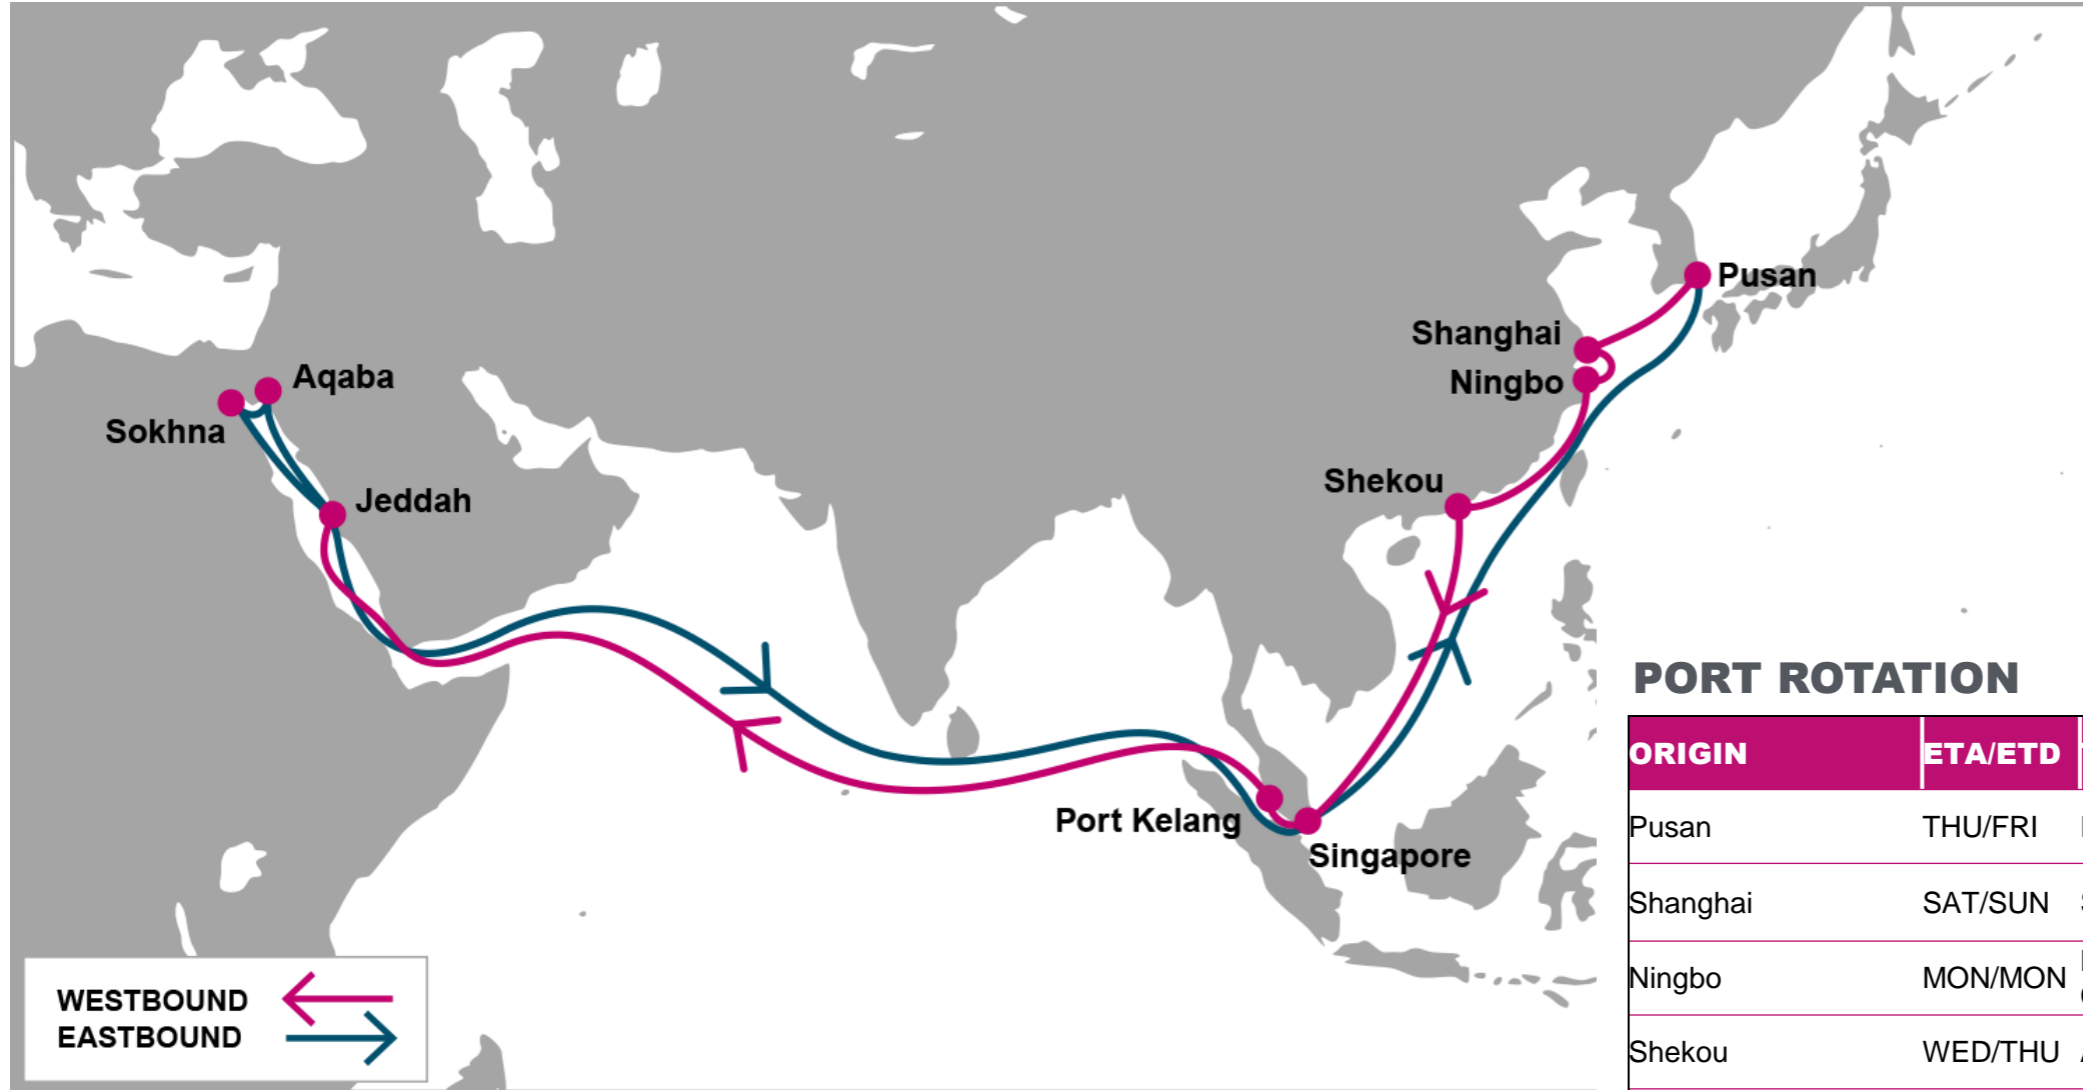 Pusan
Shanghai
Ningbo
Aqaba
Sokhna
Shekou
Jeddah
Port Kelang
Singapore
WESTBOUND
EASTBOUND
PORT ROTATION
ORIGIN ETA/ETD
Pusan THU/FRI
Shanghai SAT/SUN
Ningbo MON/MON
Shekou WED/THU